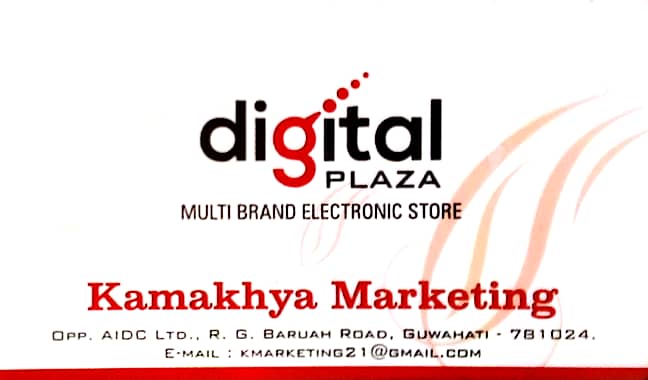 digital
PLAZA
MULTI BRAND ELECTRONIC STORE
Kamakhya Marketing
OPP. AIDC LTD., R. G. BARUAH ROAD, GUWAHATI - 781024.
E-MAIL : KMARKETING21@GMAIL.COM